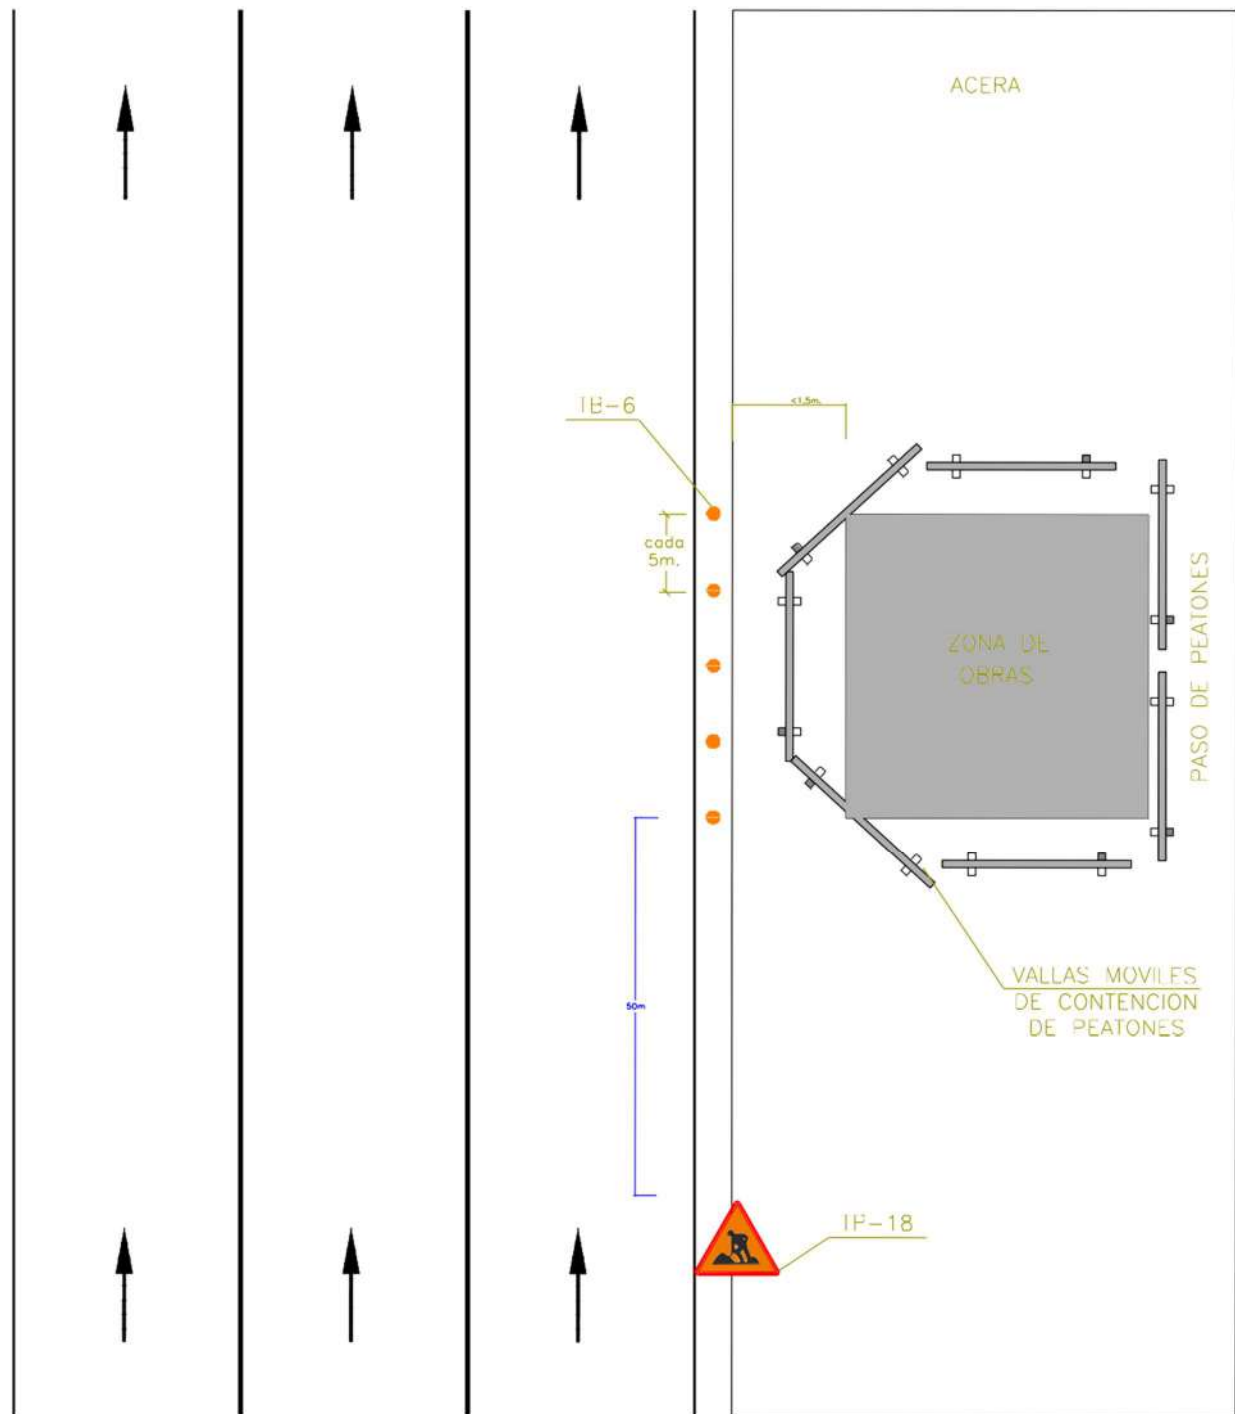 ACERA
TB-6
<1,5m.
cada
5m.
ZONA DE
OBRAS
PASO DE PEATONES
50m
VALLAS MOVILES
DE CONTENCION
DE PEATONES
TP-18